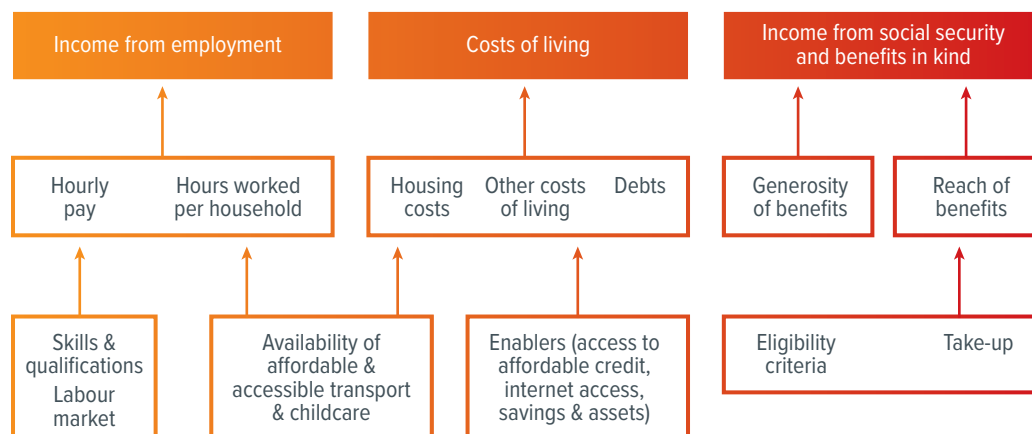 Income from employment
Costs of living
Income from social security
and benefits in kind
Hourly
pay
Hours worked
per household
Housing
costs
Other costs
of living
Debts
Generosity
of benefits
Reach of
benefits
Skills &
qualifications
Labour
market
Availability of
affordable &
accessible transport
& childcare
Enablers (access to
affordable credit,
internet access,
savings & assets)
Eligibility
criteria
Take-up